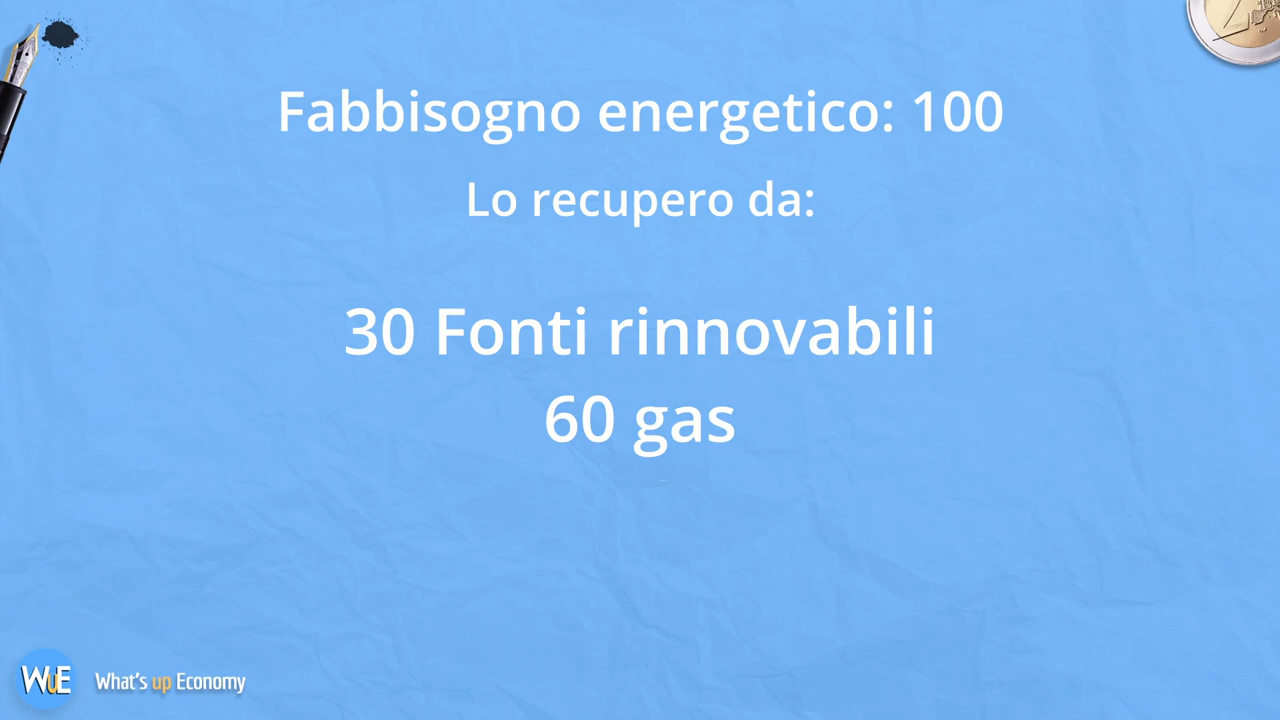 Fabbisogno energetico: 100
Lo recupero da:
30 Fonti rinnovabili
60 gas
WuE What's up Economy